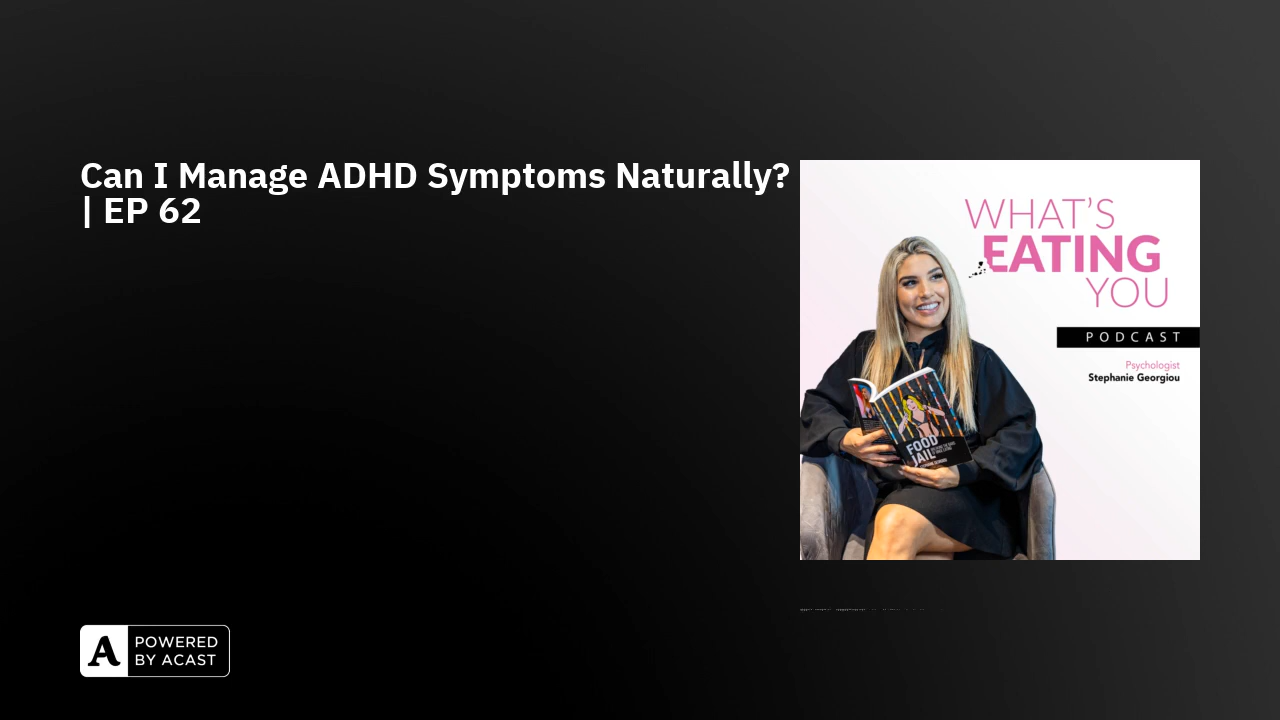 Can I Manage ADHD Symptoms Naturally?
| EP 62
WHAT'S
EATING
YOU
PODCAST
Psychologist
Stephanie Georgiou
FOOD
JAIL
A
POWERED
BY ACAST